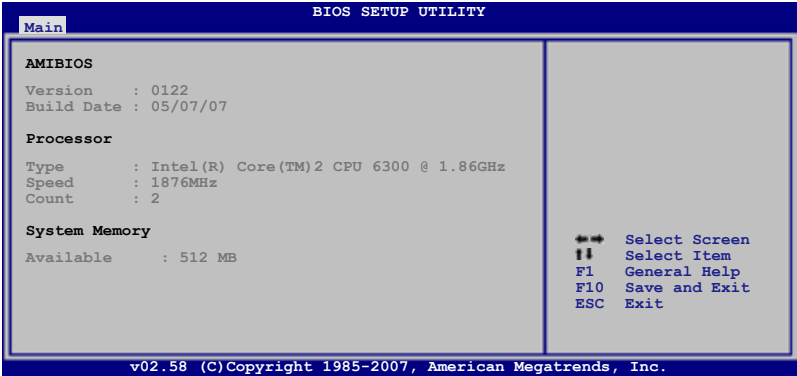 BIOS SETUP UTILITY
Main
AMIBIOS
Version : 0122
Build Date : 05/07/07
Processor
Type : Intel(R) Core(TM)2 CPU 6300 @ 1.86GHz
Speed : 1876MHz
Count : 2
System Memory
Available : 512 MB
←→ Select Screen
↑↓ Select Item
F1 General Help
F10 Save and Exit
ESC Exit
v02.58 (C)Copyright 1985-2007, American Megatrends, Inc.